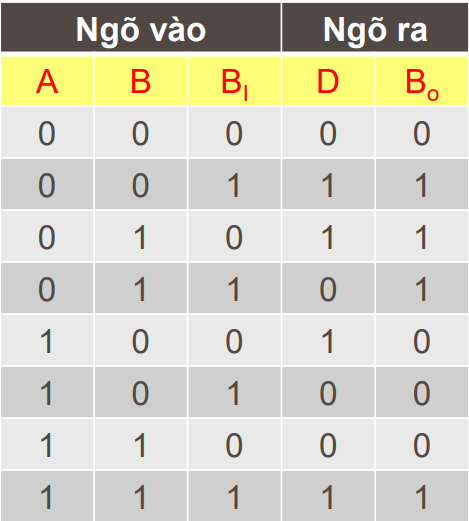 Ngõ vào Ngõ ra
A B B_I D B_o
0 0 0 0 0
0 0 1 1 1
0 1 0 1 1
0 1 1 0 1
1 0 0 1 0
1 0 1 0 0
1 1 0 0 0
1 1 1 1 1